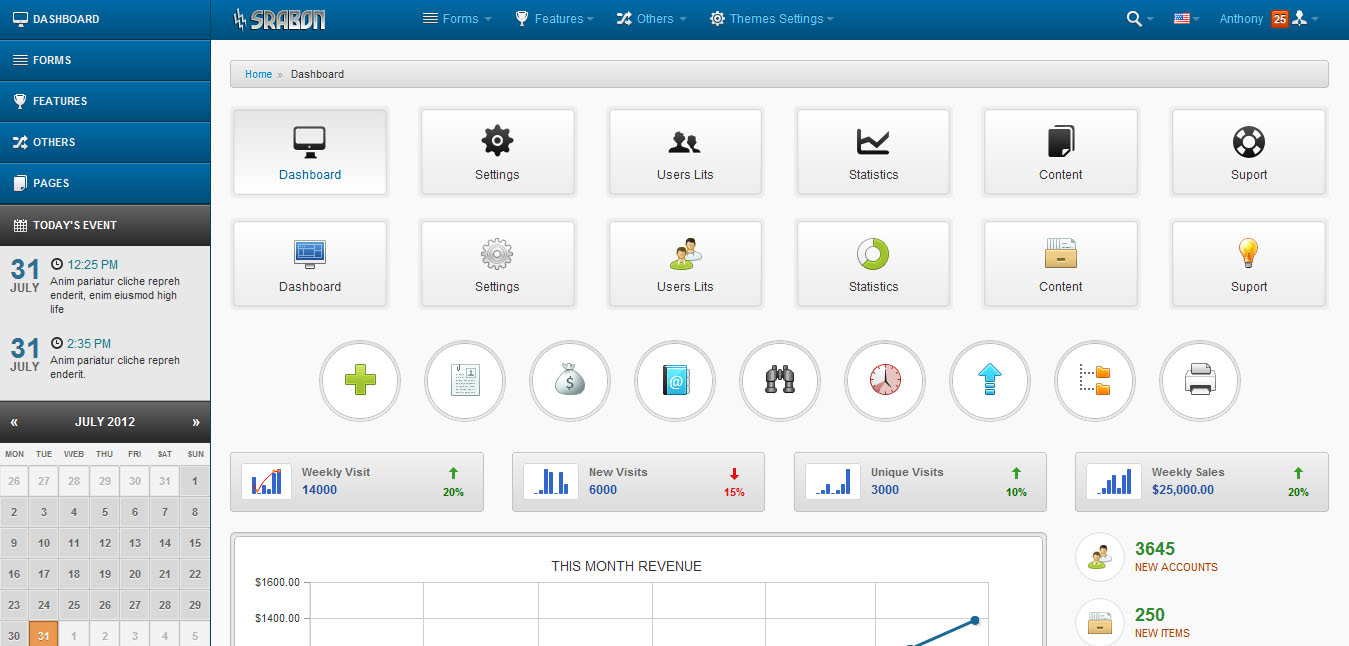 DASHBOARD
SRABON
Forms
Features
Others
Themes Settings
Anthony
25
FORMS
FEATURES
OTHERS
PAGES
TODAY'S EVENT
31
JULY
12:25 PM
Anim pariatur cliche repreh
enderit, enim eiusmod high
life
31
JULY
2:35 PM
Anim pariatur cliche repreh
enderit.
« JULY 2012 »
MON TUE WEB THU FRI SAT SUN
26 27 28 29 30 31 1
2 3 4 5 6 7 8
9 10 11 12 13 14 15
16 17 18 19 20 21 22
23 24 25 26 27 28 29
30 31 1 2 3 4 5
Home » Dashboard
Dashboard
Settings
Users Lits
Statistics
Content
Suport
Dashboard
Settings
Users Lits
Statistics
Content
Suport
$
@
Weekly Visit
14000
20%
New Visits
6000
15%
Unique Visits
3000
10%
Weekly Sales
$25,000.00
20%
THIS MONTH REVENUE
$1600.00
$1400.00
3645
NEW ACCOUNTS
250
NEW ITEMS